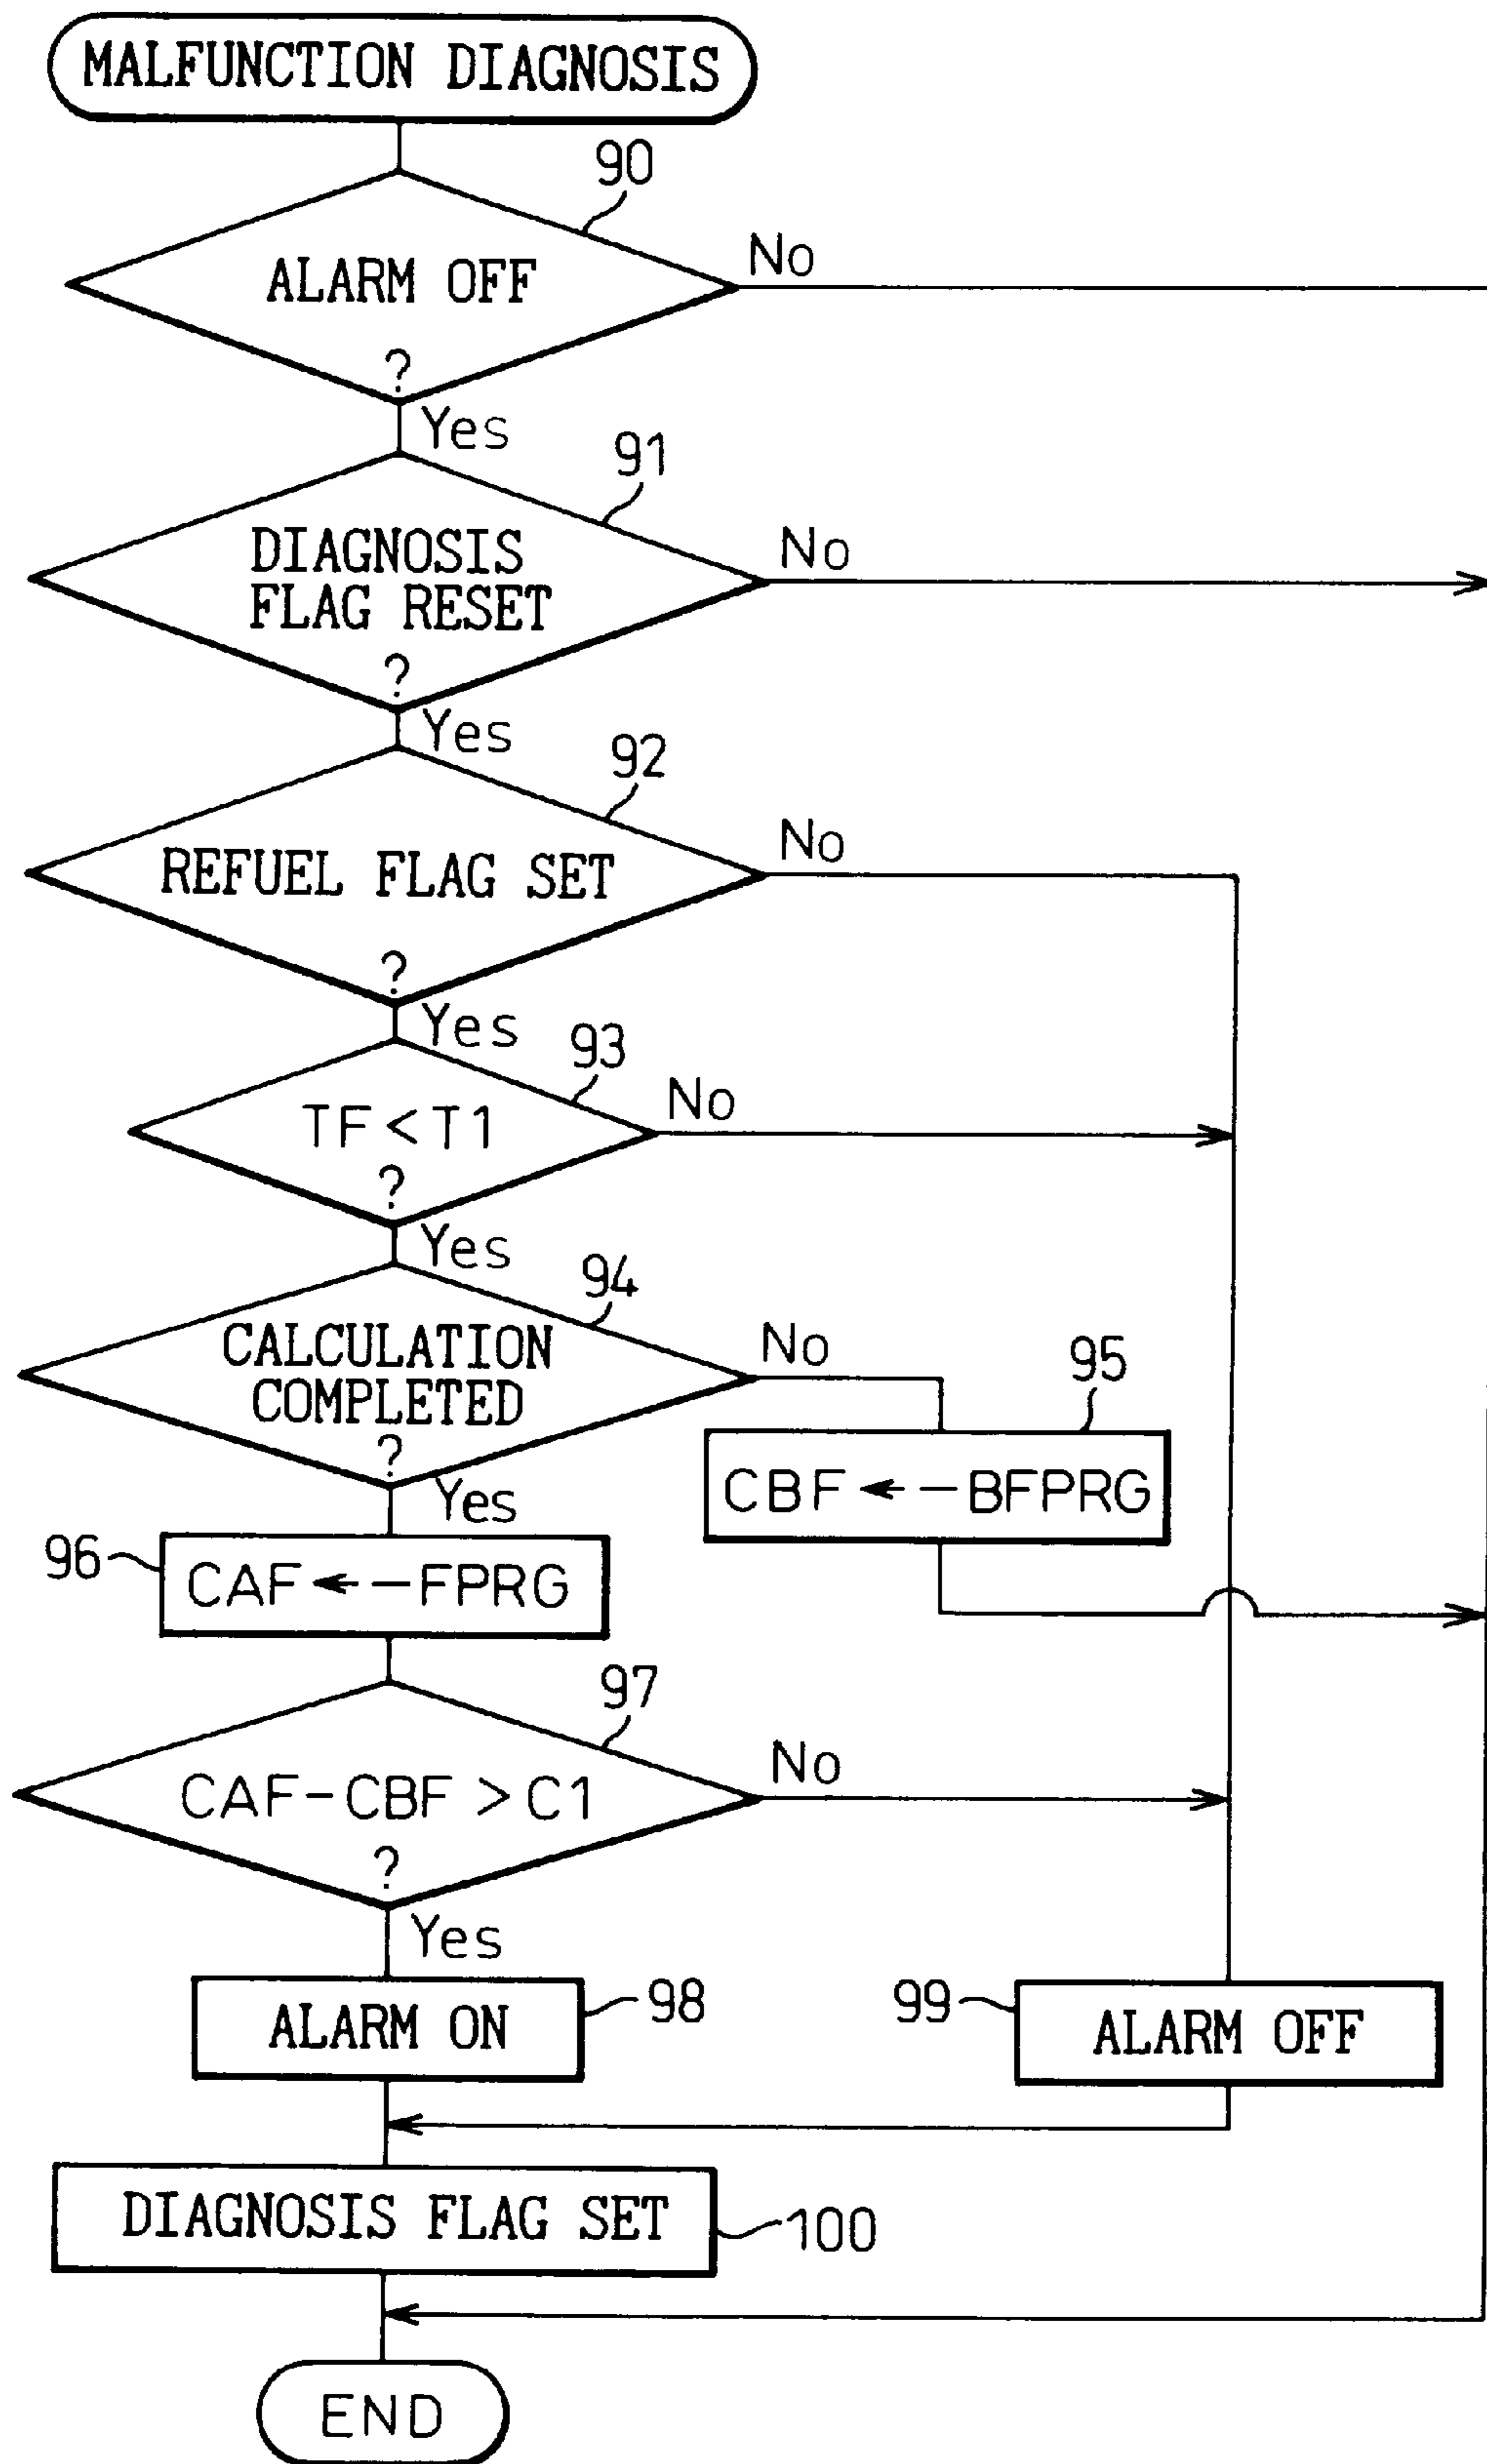 MALFUNCTION DIAGNOSIS
90
ALARM OFF
No
?
Yes
91
DIAGNOSIS
No
FLAG RESET
?
Yes
92
REFUEL FLAG SET
No
?
Yes
93
TF<T1
No
?
Yes
94
CALCULATION
No
COMPLETED
?
Yes
95
CBF←−BFPRG
96
CAF←−FPRG
97
CAF−CBF>C1
No
?
Yes
ALARM ON
98
99
ALARM OFF
DIAGNOSIS FLAG SET
100
END